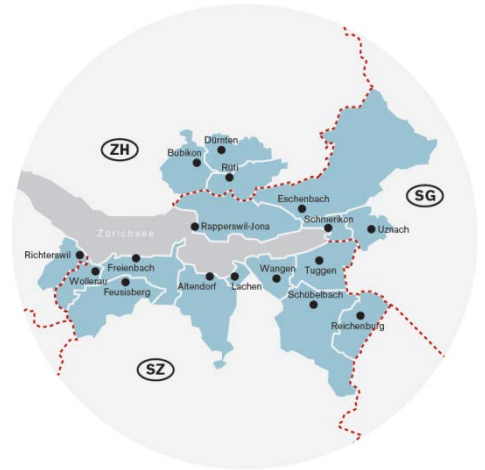 Dürnten
ZH
Bubikon
Rüti
Eschenbach
SG
Schmerikon
Rapperswil-Jona
Uznach
Zürichsee
Richterswil
Freienbach
Wangen
Tuggen
Wollerau
Feusisberg
Altendorf
Lachen
Schübelbach
Reichenburg
SZ